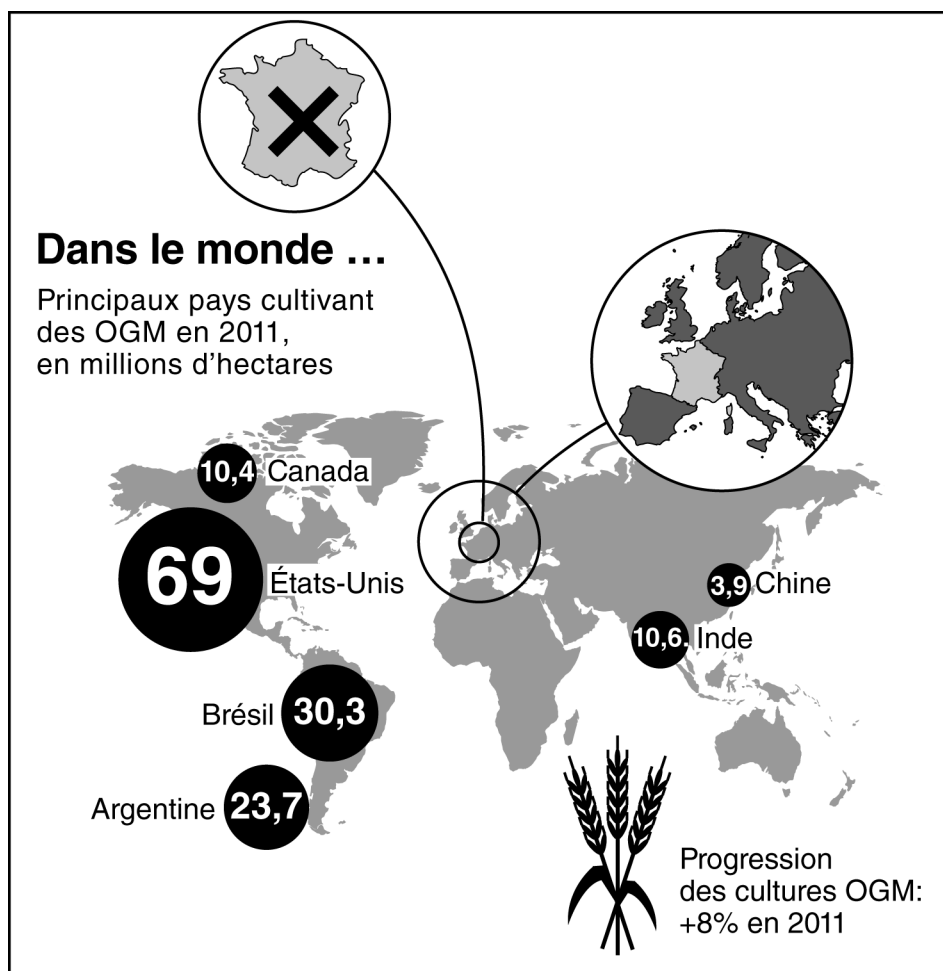 Dans le monde ...
Principaux pays cultivant
des OGM en 2011,
en millions d'hectares
10,4 Canada
69 États-Unis
3,9 Chine
10,6. Inde
Brésil 30,3
Argentine 23,7
Progression
des cultures OGM:
+8% en 2011